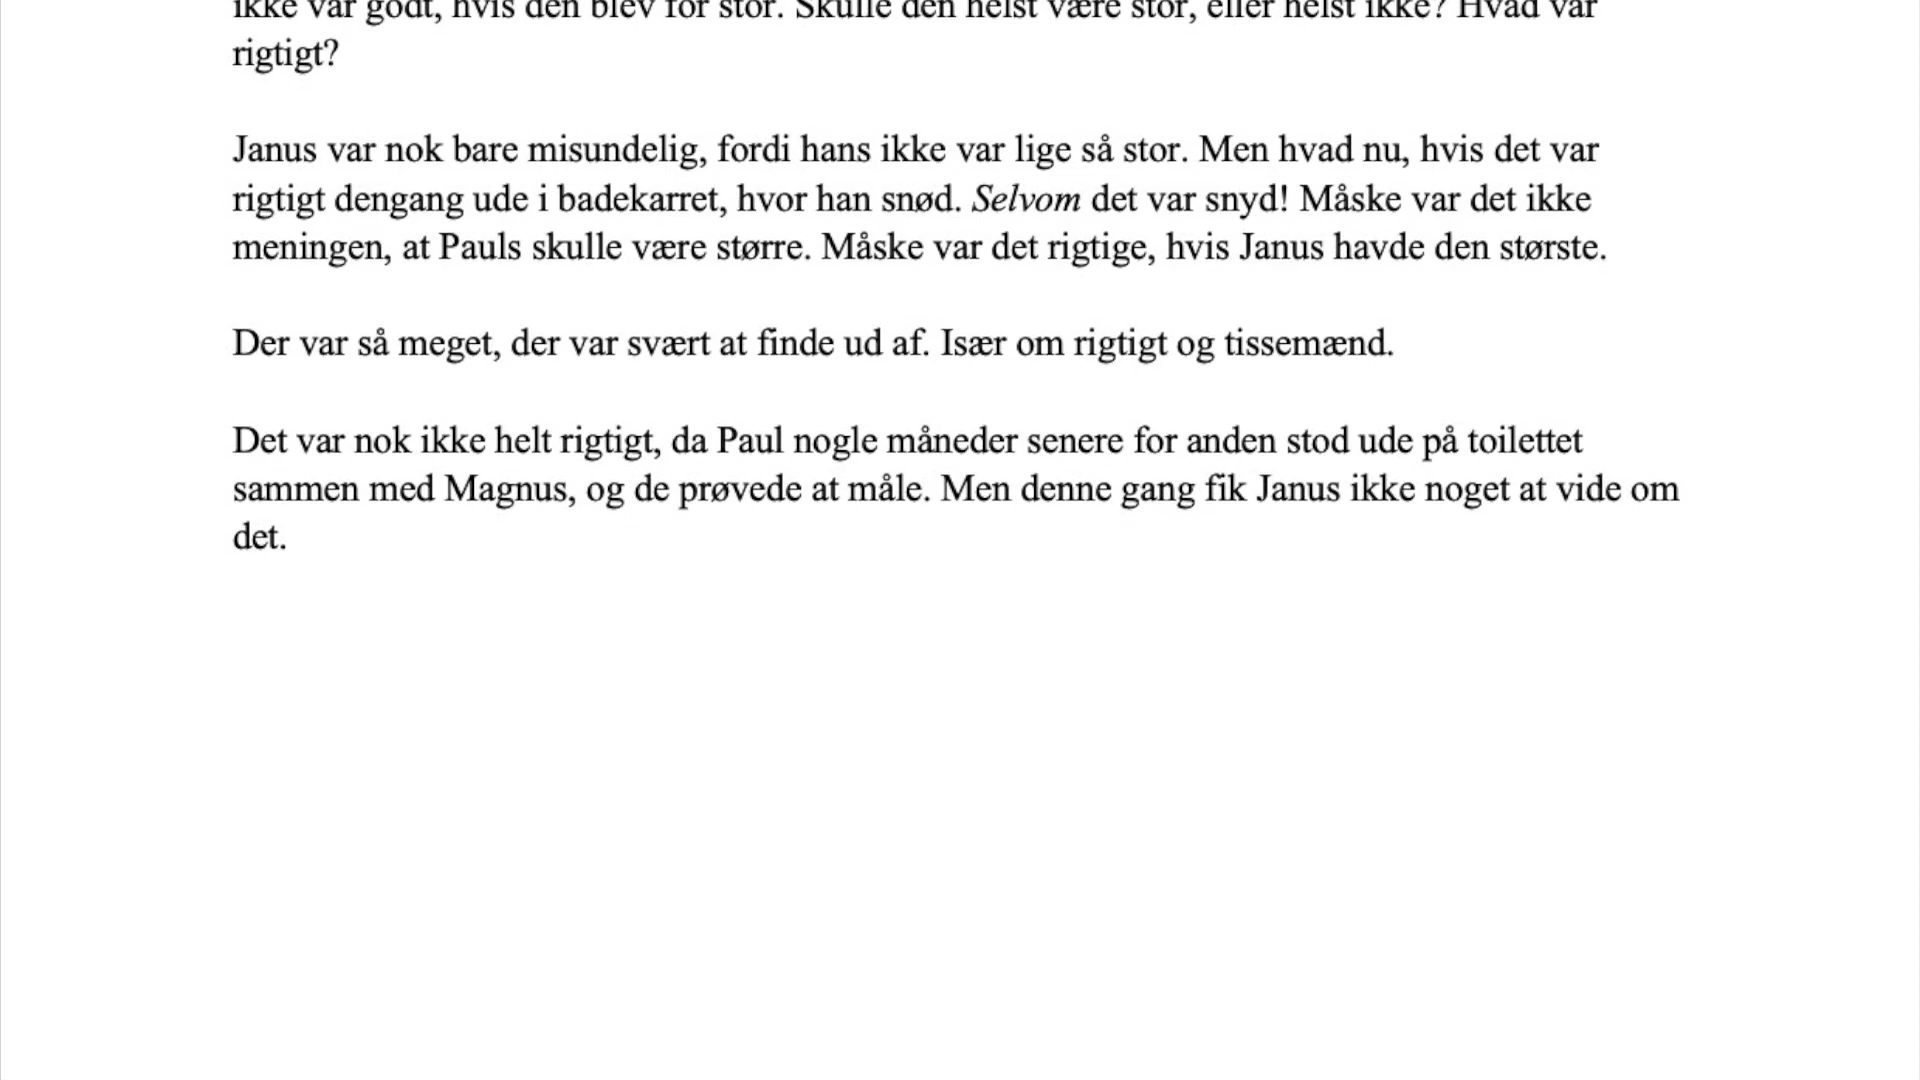 ikke var godt, hvis den blev for stor. Skulle den helst være stor, eller helst ikke? Hvad var
rigtigt?
Janus var nok bare misundelig, fordi hans ikke var lige så stor. Men hvad nu, hvis det var
rigtigt dengang ude i badekarret, hvor han snød. Selvom det var snyd! Måske var det ikke
meningen, at Pauls skulle være større. Måske var det rigtige, hvis Janus havde den største.
Der var så meget, der var svært at finde ud af. Især om rigtigt og tissemænd.
Det var nok ikke helt rigtigt, da Paul nogle måneder senere for anden stod ude på toilettet
sammen med Magnus, og de prøvede at måle. Men denne gang fik Janus ikke noget at vide om
det.